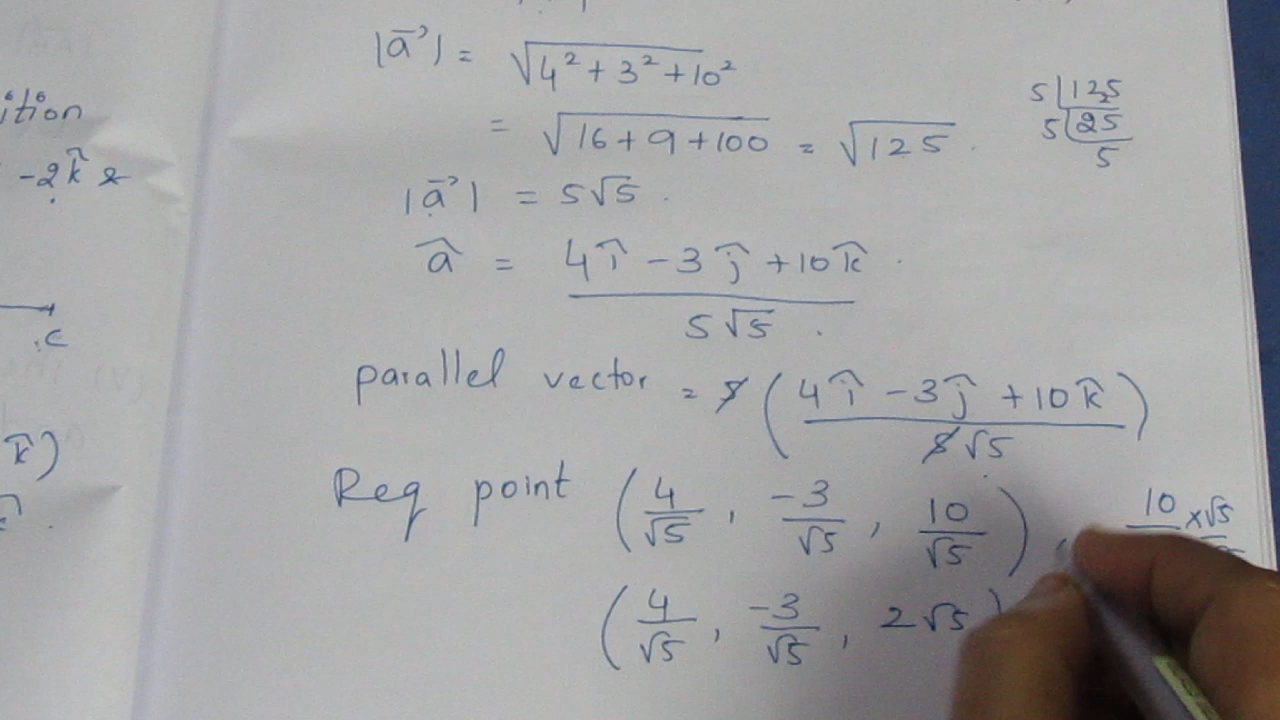 ition
-2k̂ &
.c
k̂)
|a⃗| = √4² + 3² + 10²
= √16 + 9 + 100 = √125 .
5 | 125
5 | 25
5
|a⃗| = 5√5 .
â = 4î - 3ĵ + 10k̂ .
5√5 .
parallel vector = 5 ( 4î - 3ĵ + 10k̂ )
5√5
Req point ( 4/√5 , -3/√5 , 10/√5 ) ,
10 × √5
( 4/√5 , -3/√5 , 2√5 )